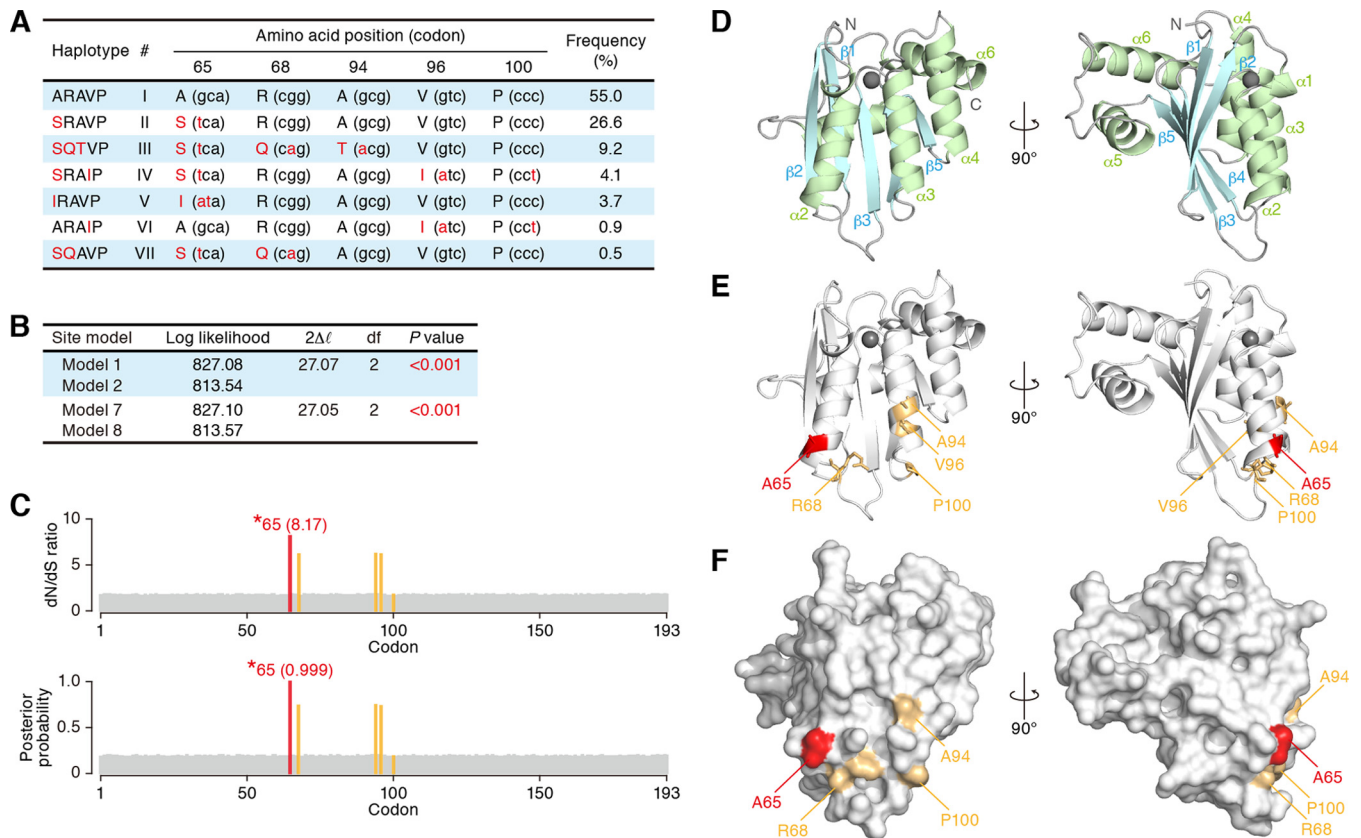 A
Haplotype # Amino acid position (codon) Frequency (%)
65 68 94 96 100
ARAVP I A (gca) R (cgg) A (gcg) V (gtc) P (ccc) 55.0
SRAVP II S (tca) R (cgg) A (gcg) V (gtc) P (ccc) 26.6
SQTVP III S (tca) Q (cag) T (acg) V (gtc) P (ccc) 9.2
SRAIP IV S (tca) R (cgg) A (gcg) I (atc) P (cct) 4.1
IRAVP V I (ata) R (cgg) A (gcg) V (gtc) P (ccc) 3.7
ARAIP VI A (gca) R (cgg) A (gcg) I (atc) P (cct) 0.9
SQAVP VII S (tca) Q (cag) A (gcg) V (gtc) P (ccc) 0.5
B
Site model Log likelihood 2Δℓ df P value
Model 1 827.08 27.07 2 <0.001
Model 2 813.54
Model 7 827.10 27.05 2 <0.001
Model 8 813.57
C
dN/dS ratio
10
5
0
*65 (8.17)
1 50 100 150 193
Codon
Posterior probability
1.0
0.5
0
*65 (0.999)
1 50 100 150 193
Codon
D
N
β1
α6
C
β2
β5
α4
α2
α3
β3
90°
N
α4
α6
β1
β2
α1
α3
β5
α5
β4
α2
β3
E
A94
V96
A65
R68
P100
90°
A94
A65
V96
R68
P100
F
A94
A65
R68
P100
90°
A94
A65
P100
R68